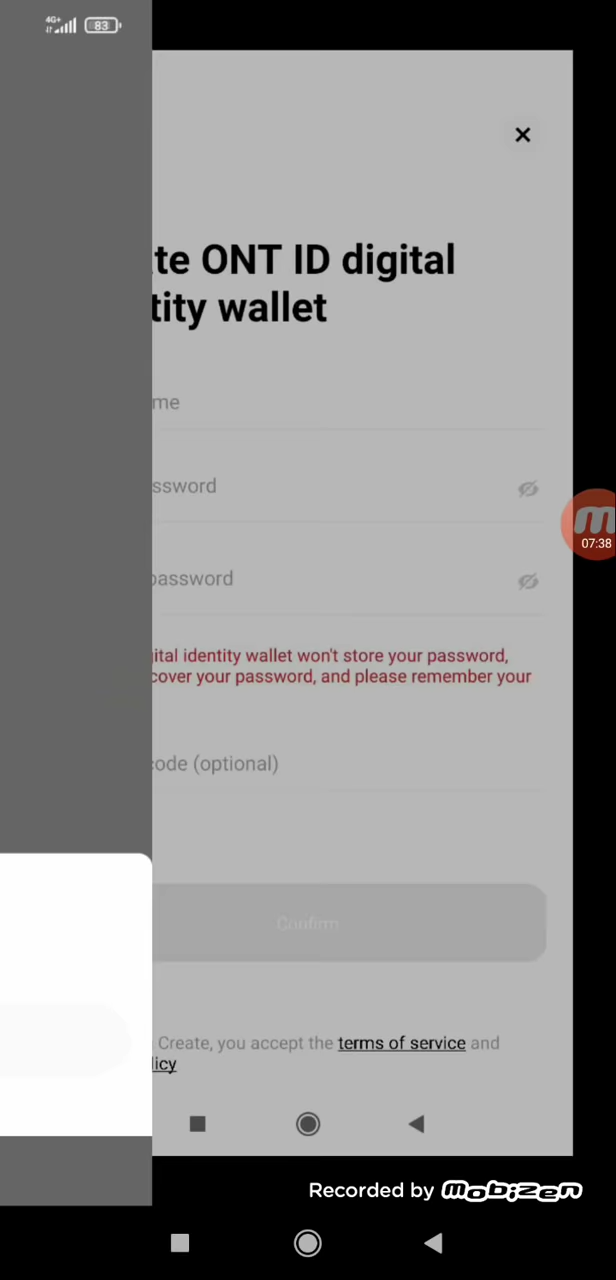 4G+
83
te ONT ID digital
tity wallet
me
ssword
password
ital identity wallet won't store your password,
cover your password, and please remember your
code (optional)
Confirm
Create, you accept the terms of service and
licy
07:38
Recorded by mobizen